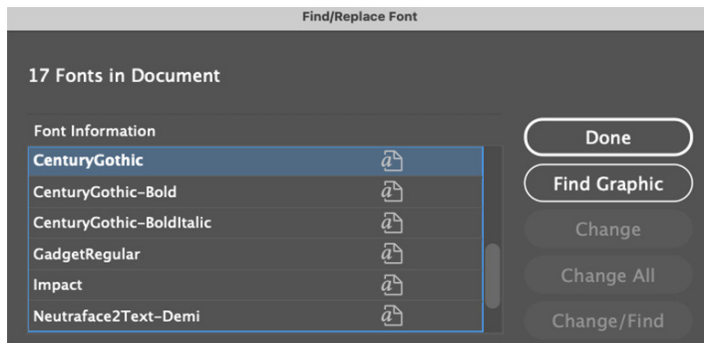 Find/Replace Font
17 Fonts in Document
Font Information
CenturyGothic
CenturyGothic-Bold
CenturyGothic-BoldItalic
GadgetRegular
Impact
Neutraface2Text-Demi
Done
Find Graphic
Change
Change All
Change/Find